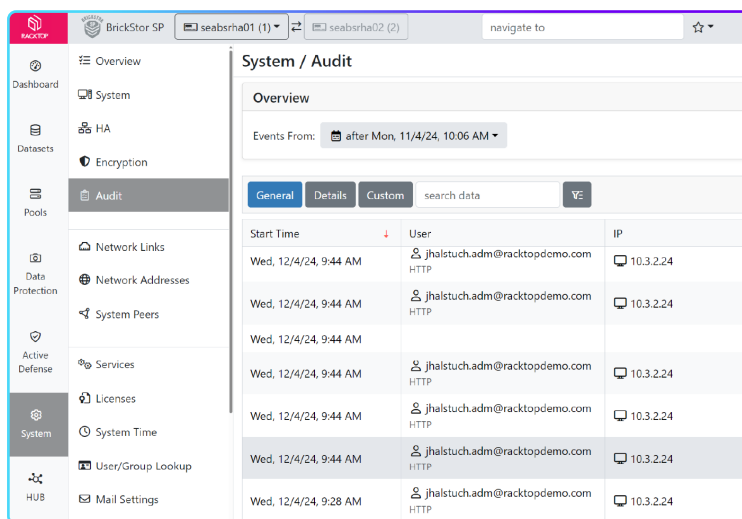 RACKTOP
BRICKSTOR
BrickStor SP
seabsrha01 (1)
seabsrha02 (2)
navigate to
Dashboard
Datasets
Pools
Data
Protection
Active
Defense
System
HUB
Overview
System
HA
Encryption
Audit
Network Links
Network Addresses
System Peers
Services
Licenses
System Time
User/Group Lookup
Mail Settings
System / Audit
Overview
Events From: after Mon, 11/4/24, 10:06 AM
General Details Custom search data
Start Time ↓ User IP
Wed, 12/4/24, 9:44 AM jhalstuch.adm@racktopdemo.com 10.3.2.24
HTTP
Wed, 12/4/24, 9:44 AM jhalstuch.adm@racktopdemo.com 10.3.2.24
HTTP
Wed, 12/4/24, 9:44 AM
Wed, 12/4/24, 9:44 AM jhalstuch.adm@racktopdemo.com 10.3.2.24
HTTP
Wed, 12/4/24, 9:44 AM jhalstuch.adm@racktopdemo.com 10.3.2.24
HTTP
Wed, 12/4/24, 9:44 AM jhalstuch.adm@racktopdemo.com 10.3.2.24
HTTP
Wed, 12/4/24, 9:28 AM jhalstuch.adm@racktopdemo.com 10.3.2.24
HTTP